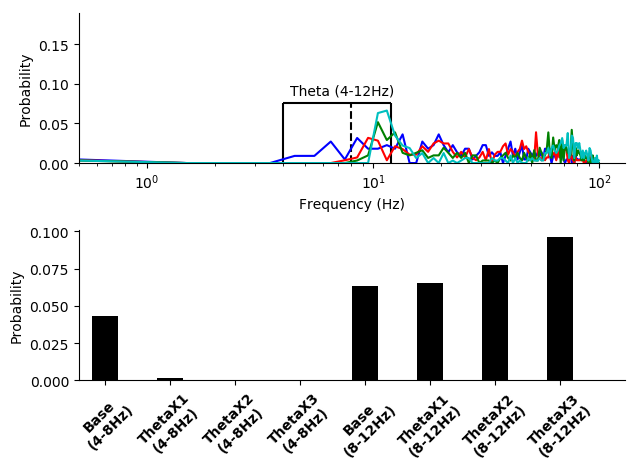 Probability
0.15
0.10
0.05
0.00
Theta (4-12Hz)
10⁰
10¹
10²
Frequency (Hz)
Probability
0.100
0.075
0.050
0.025
0.000
Base
(4-8Hz)
ThetaX1
(4-8Hz)
ThetaX2
(4-8Hz)
ThetaX3
(4-8Hz)
Base
(8-12Hz)
ThetaX1
(8-12Hz)
ThetaX2
(8-12Hz)
ThetaX3
(8-12Hz)